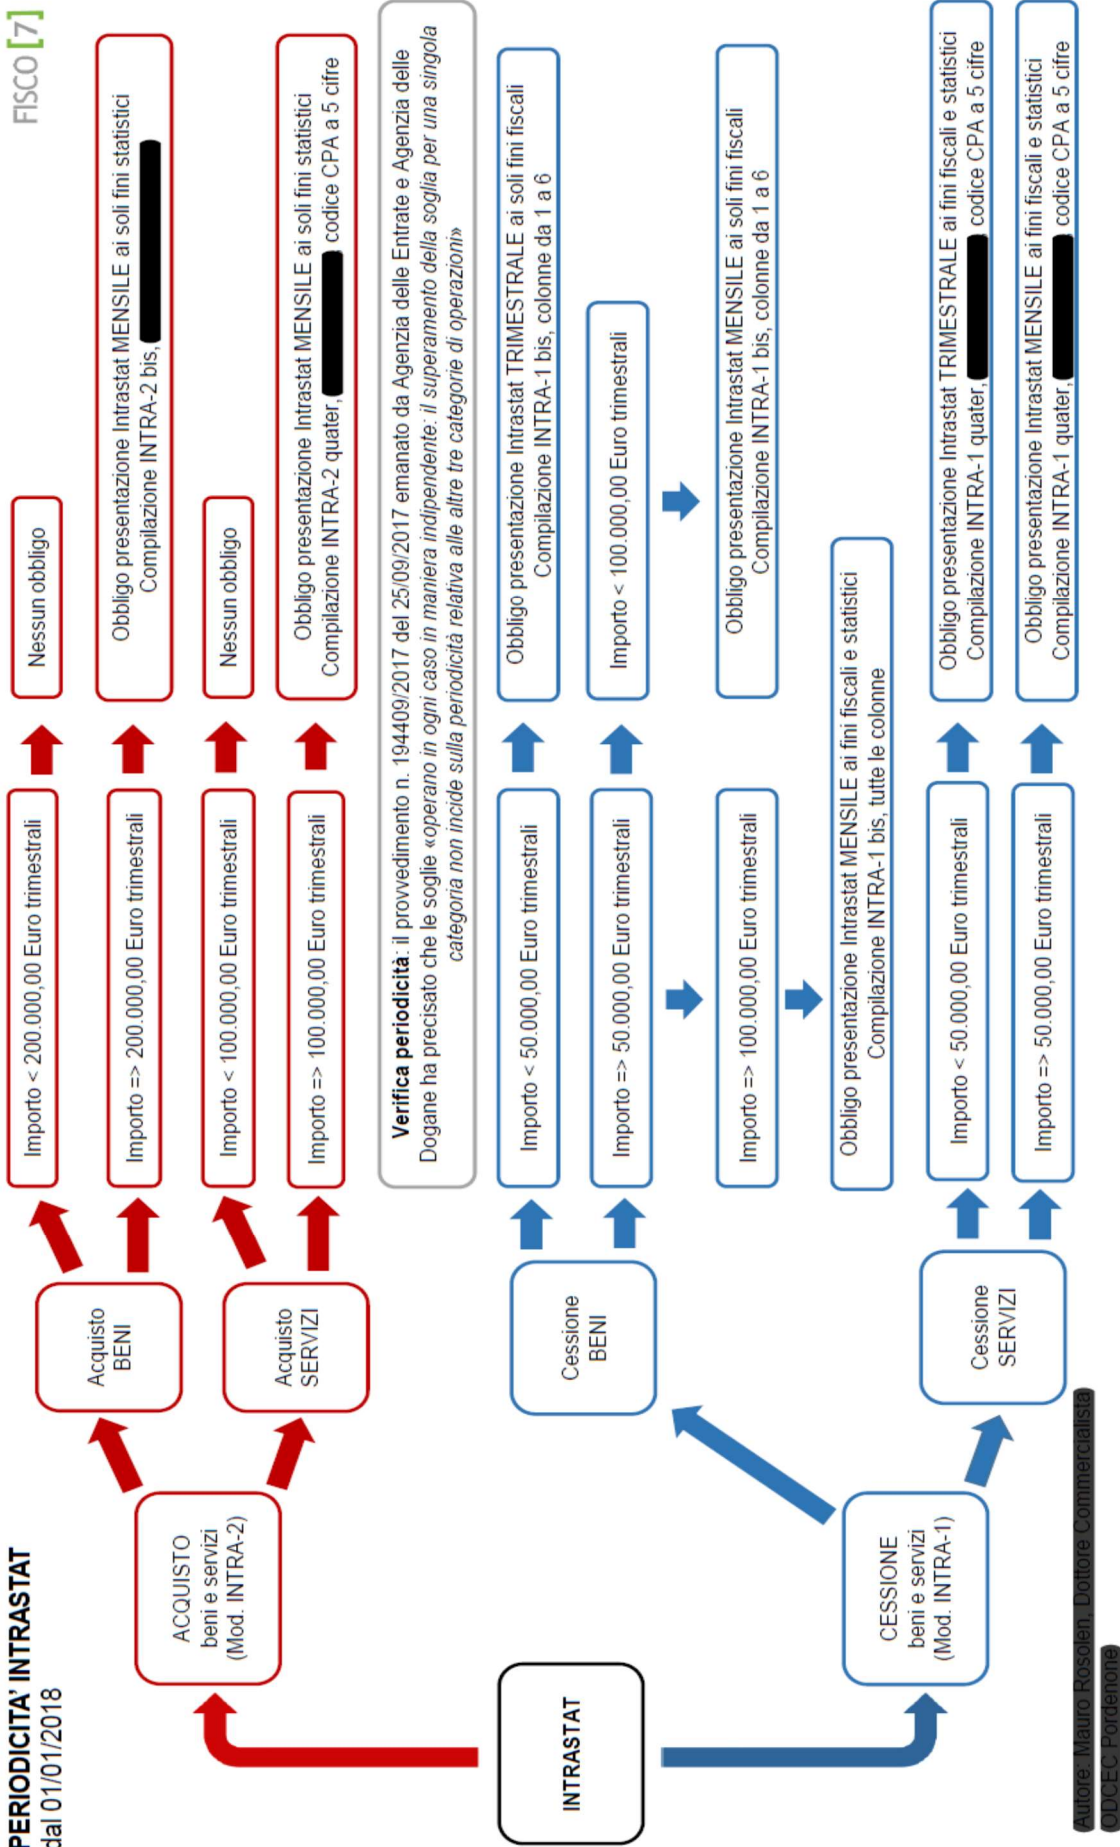 PERIODICITA' INTRASTAT
dal 01/01/2018
FISCO [7]
INTRASTAT
ACQUISTO
beni e servizi
(Mod. INTRA-2)
Acquisto
BENI
Importo < 200.000,00 Euro trimestrali
Nessun obbligo
Importo => 200.000,00 Euro trimestrali
Obbligo presentazione Intrastat MENSILE ai soli fini statistici
Compilazione INTRA-2 bis,
Acquisto
SERVIZI
Importo < 100.000,00 Euro trimestrali
Nessun obbligo
Importo => 100.000,00 Euro trimestrali
Obbligo presentazione Intrastat MENSILE ai soli fini statistici
Compilazione INTRA-2 quater, codice CPA a 5 cifre
Verifica periodicità: il provvedimento n. 194409/2017 del 25/09/2017 emanato da Agenzia delle Entrate e Agenzia delle
Dogane ha precisato che le soglie «operano in ogni caso in maniera indipendente: il superamento della soglia per una singola
categoria non incide sulla periodicità relativa alle altre tre categorie di operazioni»
CESSIONE
beni e servizi
(Mod. INTRA-1)
Cessione
BENI
Importo < 50.000,00 Euro trimestrali
Obbligo presentazione Intrastat TRIMESTRALE ai soli fini fiscali
Compilazione INTRA-1 bis, colonne da 1 a 6
Importo => 50.000,00 Euro trimestrali
Importo < 100.000,00 Euro trimestrali
Obbligo presentazione Intrastat MENSILE ai soli fini fiscali
Compilazione INTRA-1 bis, colonne da 1 a 6
Importo => 100.000,00 Euro trimestrali
Obbligo presentazione Intrastat MENSILE ai fini fiscali e statistici
Compilazione INTRA-1 bis, tutte le colonne
Cessione
SERVIZI
Importo < 50.000,00 Euro trimestrali
Obbligo presentazione Intrastat TRIMESTRALE ai fini fiscali e statistici
Compilazione INTRA-1 quater, codice CPA a 5 cifre
Importo => 50.000,00 Euro trimestrali
Obbligo presentazione Intrastat MENSILE ai fini fiscali e statistici
Compilazione INTRA-1 quater, codice CPA a 5 cifre
Autore: Mauro Rosolen, Dottore Commercialista
(ODCEC Pordenone)